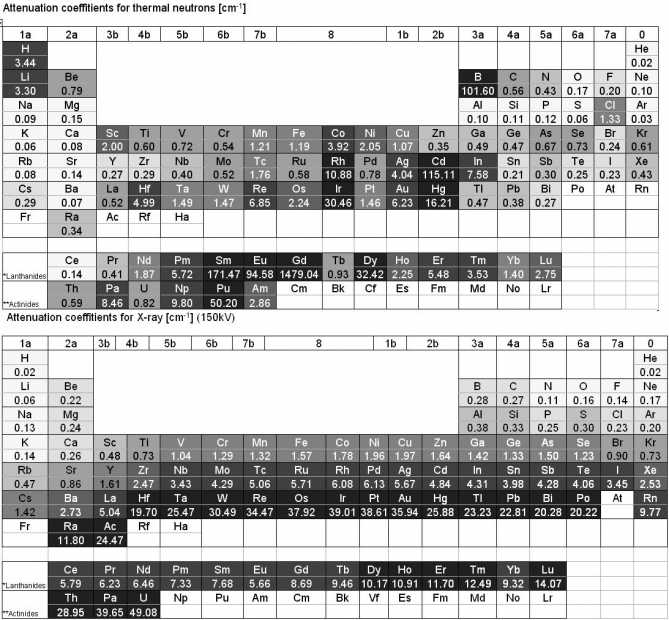 Attenuation coeffitients for thermal neutrons [cm⁻¹]
1a 2a 3b 4b 5b 6b 7b 8 1b 2b 3a 4a 5a 6a 7a 0
H He
3.44 0.02
Li Be B C N O F Ne
3.30 0.79 101.60 0.56 0.43 0.17 0.20 0.10
Na Mg Al Si P S Cl Ar
0.09 0.15 0.10 0.11 0.12 0.06 1.33 0.03
K Ca Sc Ti V Cr Mn Fe Co Ni Cu Zn Ga Ge As Se Br Kr
0.06 0.08 2.00 0.60 0.72 0.54 1.21 1.19 3.92 2.05 1.07 0.35 0.49 0.47 0.67 0.73 0.24 0.61
Rb Sr Y Zr Nb Mo Tc Ru Rh Pd Ag Cd In Sn Sb Te I Xe
0.08 0.14 0.27 0.29 0.40 0.52 1.76 0.58 10.88 0.78 4.04 115.11 7.58 0.21 0.30 0.25 0.23 0.43
Cs Ba La Hf Ta W Re Os Ir Pt Au Hg Tl Pb Bi Po At Rn
0.29 0.07 0.52 4.99 1.49 1.47 6.85 2.24 30.46 1.46 6.23 16.21 0.47 0.38 0.27
Fr Ra Ac Rf Ha
0.34
Ce Pr Nd Pm Sm Eu Gd Tb Dy Ho Er Tm Yb Lu
*Lanthanides 0.14 0.41 1.87 5.72 171.47 94.58 1479.04 0.93 32.42 2.25 5.48 3.53 1.40 2.75
Th Pa U Np Pu Am Cm Bk Cf Es Fm Md No Lr
**Actinides 0.59 8.46 0.82 9.80 50.20 2.86
Attenuation coeffitients for X-ray [cm⁻¹] (150kV)
1a 2a 3b 4b 5b 6b 7b 8 1b 2b 3a 4a 5a 6a 7a 0
H He
0.02 0.02
Li Be B C N O F Ne
0.06 0.22 0.28 0.27 0.11 0.16 0.14 0.17
Na Mg Al Si P S Cl Ar
0.13 0.24 0.38 0.33 0.25 0.30 0.23 0.20
K Ca Sc Ti V Cr Mn Fe Co Ni Cu Zn Ga Ge As Se Br Kr
0.14 0.26 0.48 0.73 1.04 1.29 1.32 1.57 1.78 1.96 1.97 1.64 1.42 1.33 1.50 1.23 0.90 0.73
Rb Sr Y Zr Nb Mo Tc Ru Rh Pd Ag Cd In Sn Sb Te I Xe
0.47 0.86 1.61 2.47 3.43 4.29 5.06 5.71 6.08 6.13 5.67 4.84 4.31 3.98 4.28 4.06 3.45 2.53
Cs Ba La Hf Ta W Re Os Ir Pt Au Hg Tl Pb Bi Po At Rn
1.42 2.73 5.04 19.70 25.47 30.49 34.47 37.92 39.01 38.61 35.94 25.88 23.23 22.81 20.28 20.22 9.77
Fr Ra Ac Rf Ha
11.80 24.47
Ce Pr Nd Pm Sm Eu Gd Tb Dy Ho Er Tm Yb Lu
*Lanthanides 5.79 6.23 6.46 7.33 7.68 5.66 8.69 9.46 10.17 10.91 11.70 12.49 9.32 14.07
Th Pa U Np Pu Am Cm Bk Vf Es Fm Md No Lr
**Actinides 28.95 39.65 49.08